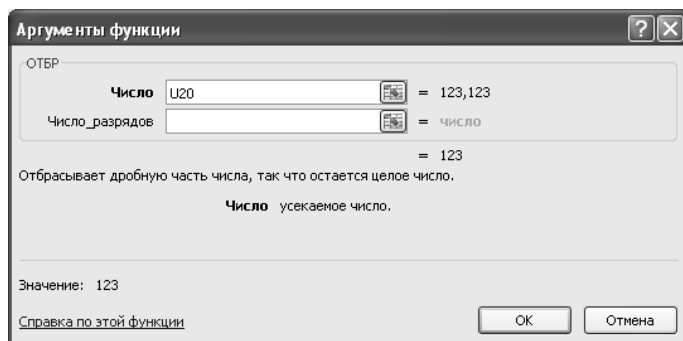 Аргументы функции
ОТБР
Число U20 = 123,123
Число_разрядов = число
= 123
Отбрасывает дробную часть числа, так что остается целое число.
Число усекаемое число.
Значение: 123
Справка по этой функции ОК Отмена